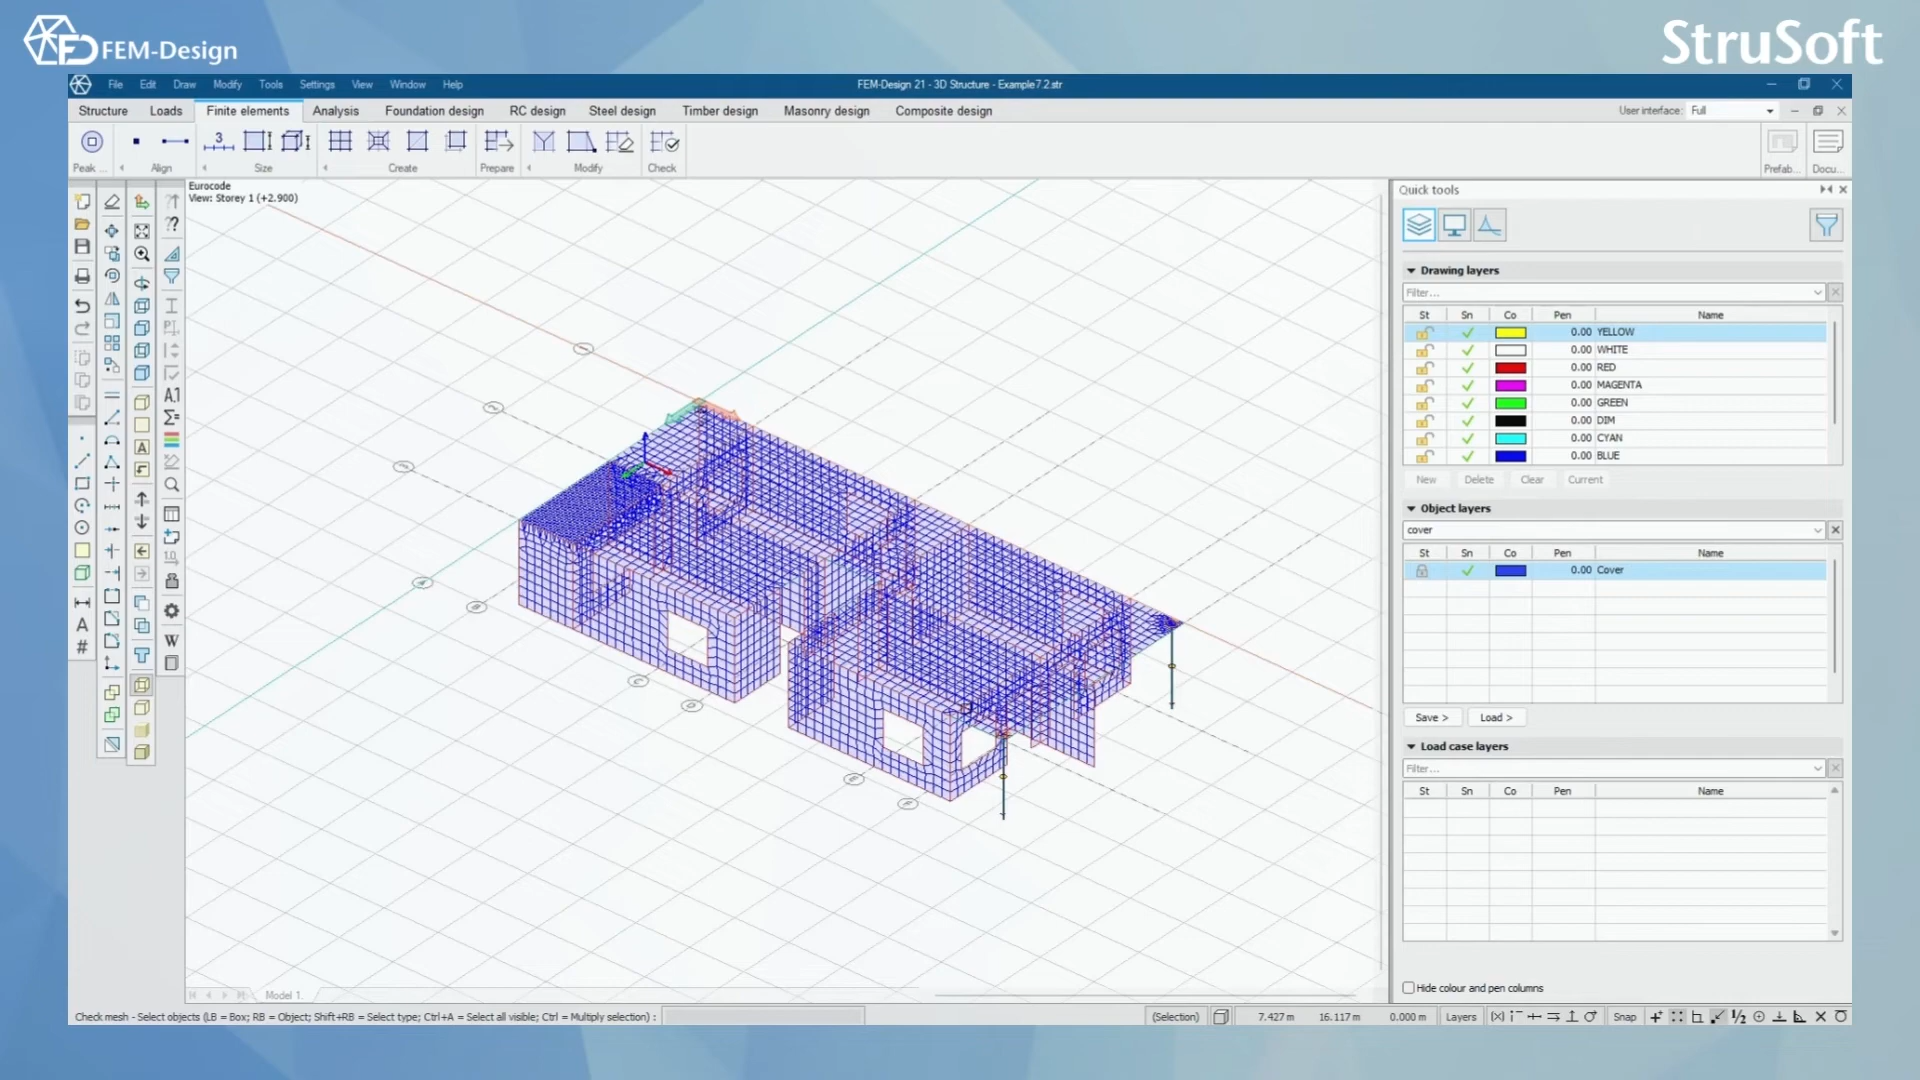 FEM-Design
StruSoft
File Edit Draw Modify Tools Settings View Window Help
FEM-Design 21 - 3D Structure - Example7.2.str
Structure Loads Finite elements Analysis Foundation design RC design Steel design Timber design Masonry design Composite design
User interface: Full
3
Peak ... Align Size Create Prepare Modify Check
Prefab... Docu...
Eurocode
View: Storey 1 (+2.900)
Quick tools
Drawing layers
Filter...
St Sn Co Pen Name
0.00 YELLOW
0.00 WHITE
0.00 RED
0.00 MAGENTA
0.00 GREEN
0.00 DIM
0.00 CYAN
0.00 BLUE
New Delete Clear Current
Object layers
cover
St Sn Co Pen Name
0.00 Cover
Save > Load >
Load case layers
Filter...
St Sn Co Pen Name
Hide colour and pen columns
A
B
C
D
E
F
Model 1.
Check mesh - Select objects (LB = Box; RB = Object; Shift+RB = Select type; Ctrl+A = Select all visible; Ctrl = Multiply selection) :
(Selection) 7.427 m 16.117 m 0.000 m Layers Snap